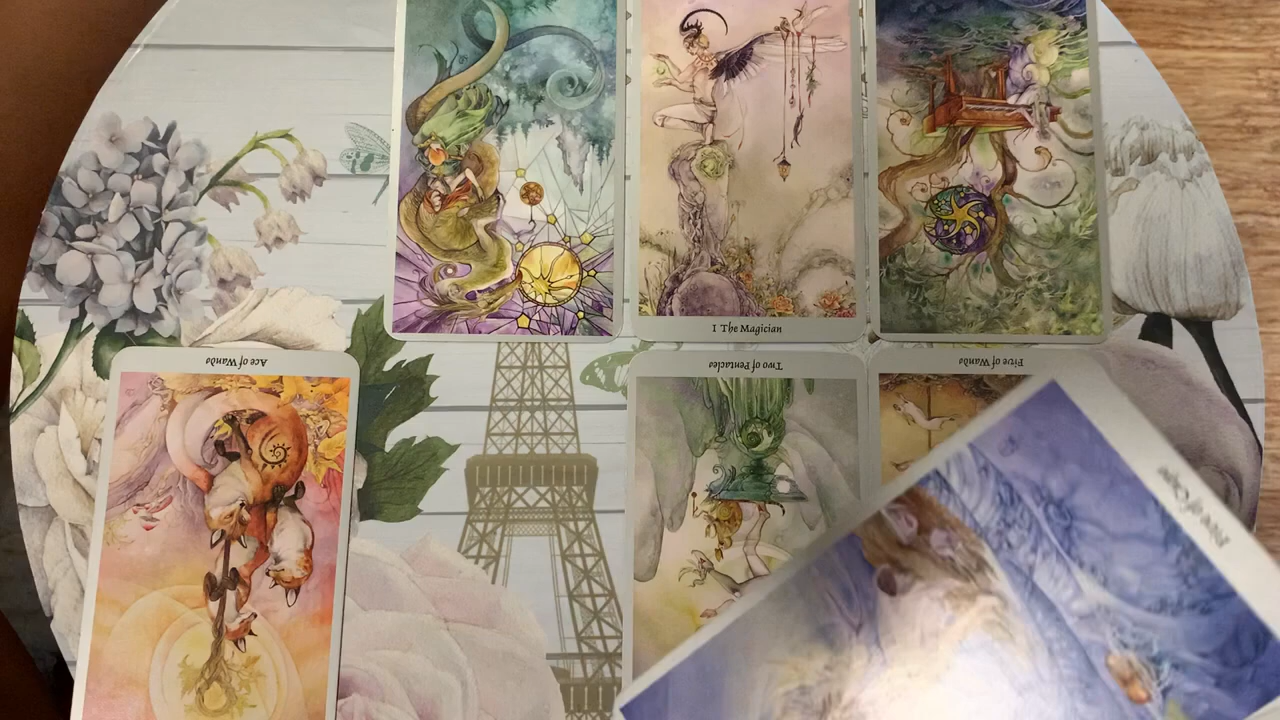 I The Magician
Ace of Wands
Two of Pentacles
Five of Wands